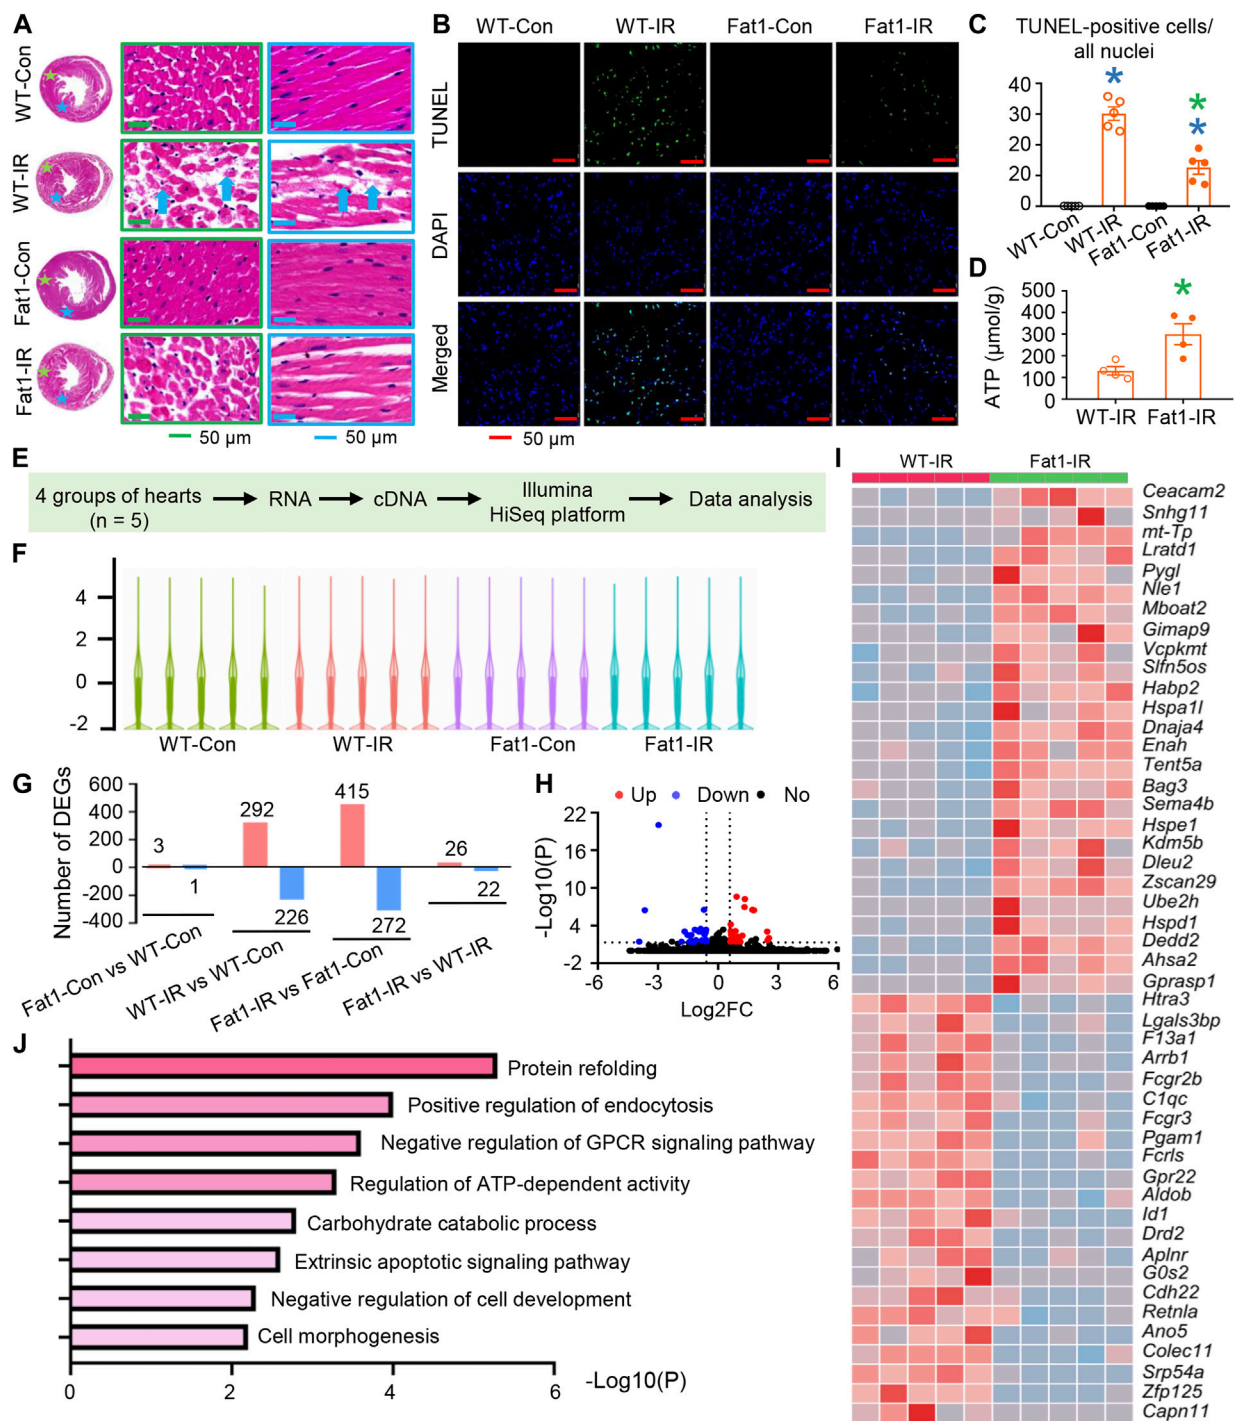 A
WT-Con
WT-IR
Fat1-Con
Fat1-IR
50 µm
50 µm
B
WT-Con
WT-IR
Fat1-Con
Fat1-IR
TUNEL
DAPI
Merged
50 µm
C
TUNEL-positive cells/
all nuclei
40
30
20
20
0
WT-Con
WT-IR
Fat1-Con
Fat1-IR
D
ATP (µmol/g)
500
400
300
200
100
0
WT-IR
Fat1-IR
E
4 groups of hearts
(n = 5)
RNA
cDNA
Illumina
HiSeq platform
Data analysis
F
4
2
0
-2
WT-Con
WT-IR
Fat1-Con
Fat1-IR
G
Number of DEGs
600
400
200
0
-200
-400
3
1
292
226
415
272
26
22
Fat1-Con vs WT-Con
WT-IR vs WT-Con
Fat1-IR vs Fat1-Con
Fat1-IR vs WT-IR
H
Up
Down
No
-Log10(P)
22
16
10
4
-2
-6
-3
0
3
6
Log2FC
I
WT-IR
Fat1-IR
Ceacam2
Snhg11
mt-Tp
Lratd1
Pygl
Nle1
Mboat2
Gimap9
Vcpkmt
Slfn5os
Habp2
Hspa1l
Dnaja4
Enah
Tent5a
Bag3
Sema4b
Hspe1
Kdm5b
Dleu2
Zscan29
Ube2h
Hspd1
Dedd2
Ahsa2
Gprasp1
Htra3
Lgals3bp
F13a1
Arrb1
Fcgr2b
C1qc
Fcgr3
Pgam1
Fcrls
Gpr22
Aldob
Id1
Drd2
Aplnr
G0s2
Cdh22
Retnla
Ano5
Colec11
Srp54a
Zfp125
Capn11
J
Protein refolding
Positive regulation of endocytosis
Negative regulation of GPCR signaling pathway
Regulation of ATP-dependent activity
Carbohydrate catabolic process
Extrinsic apoptotic signaling pathway
Negative regulation of cell development
Cell morphogenesis
0
2
4
6
-Log10(P)